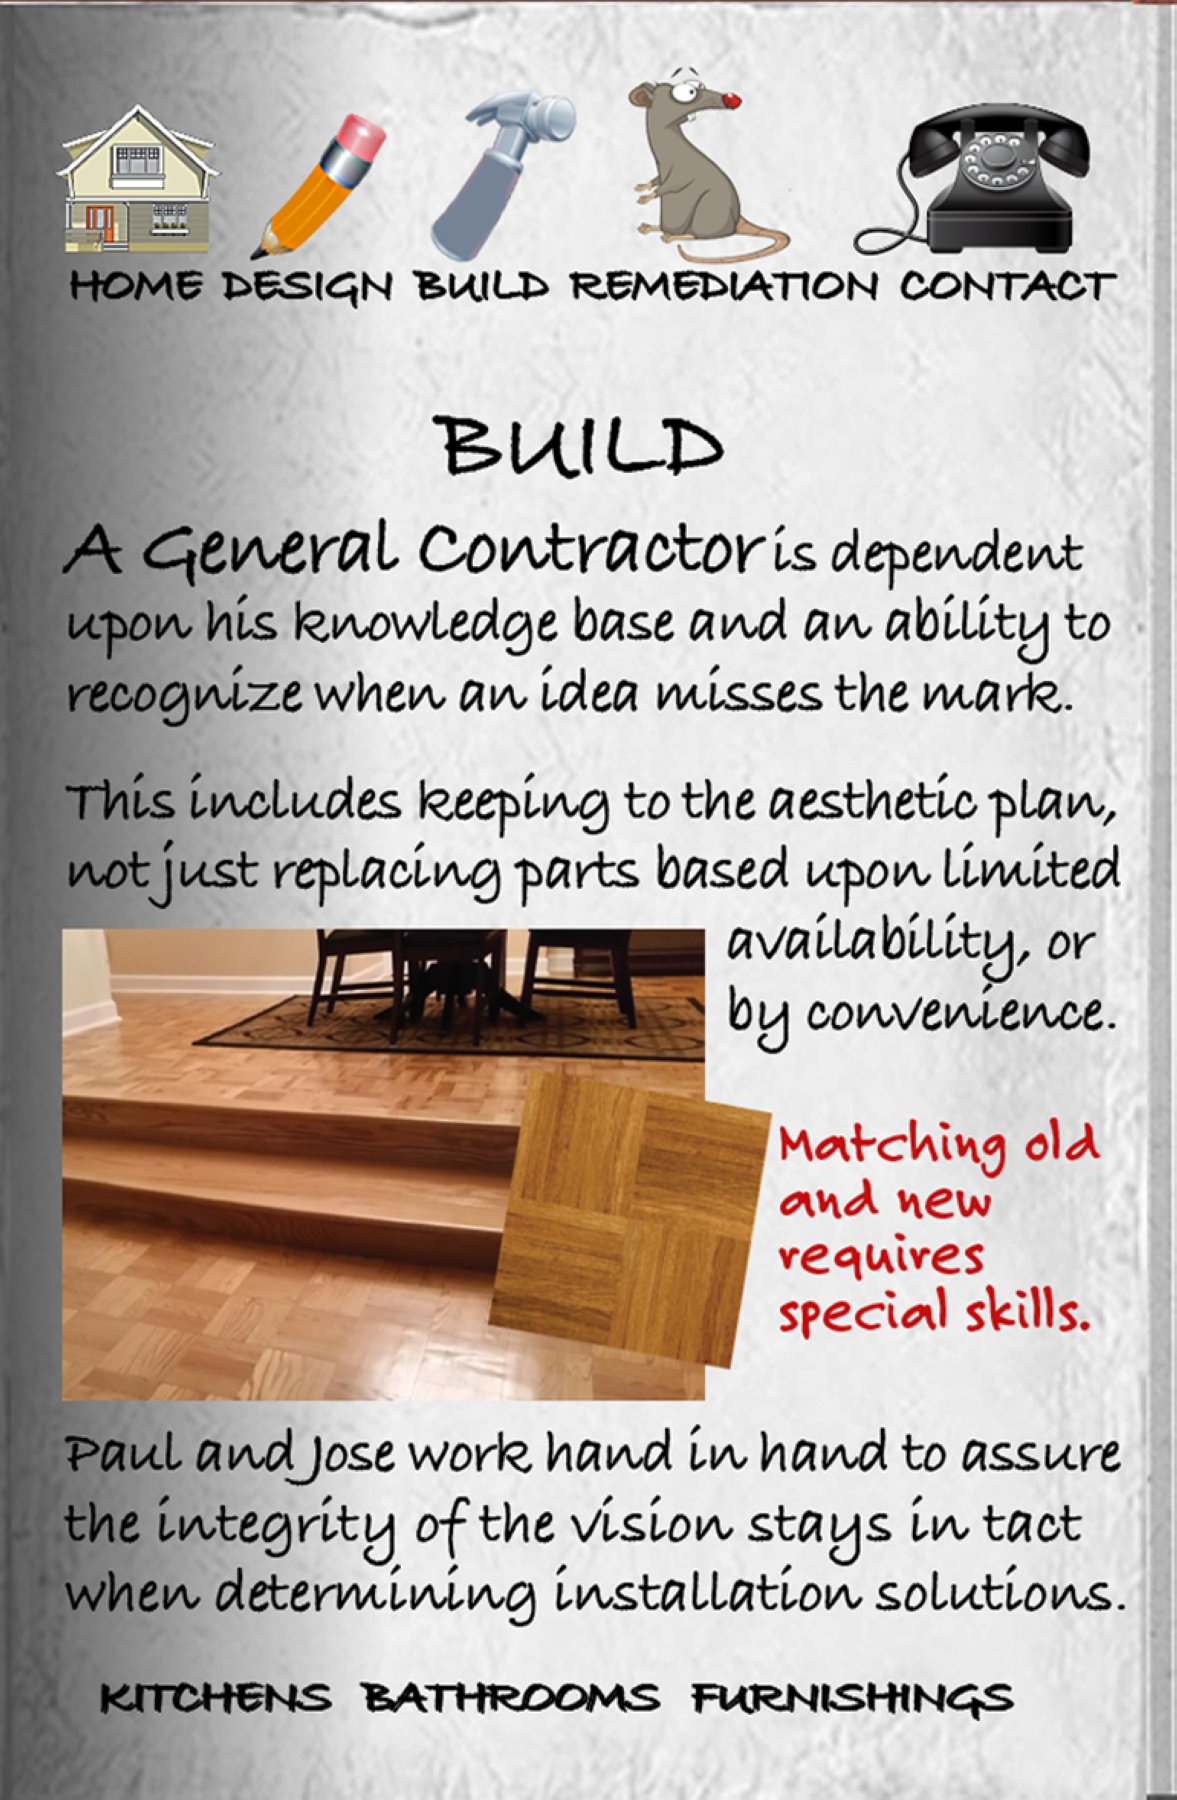 HOME DESIGN BUILD REMEDIATION CONTACT
BUILD
A General Contractor is dependent
upon his knowledge base and an ability to
recognize when an idea misses the mark.
This includes keeping to the aesthetic plan,
not just replacing parts based upon limited
availability, or
by convenience.
Matching old
and new
requires
special skills.
Paul and Jose work hand in hand to assure
the integrity of the vision stays in tact
when determining installation solutions.
KITCHENS BATHROOMS FURNISHINGS